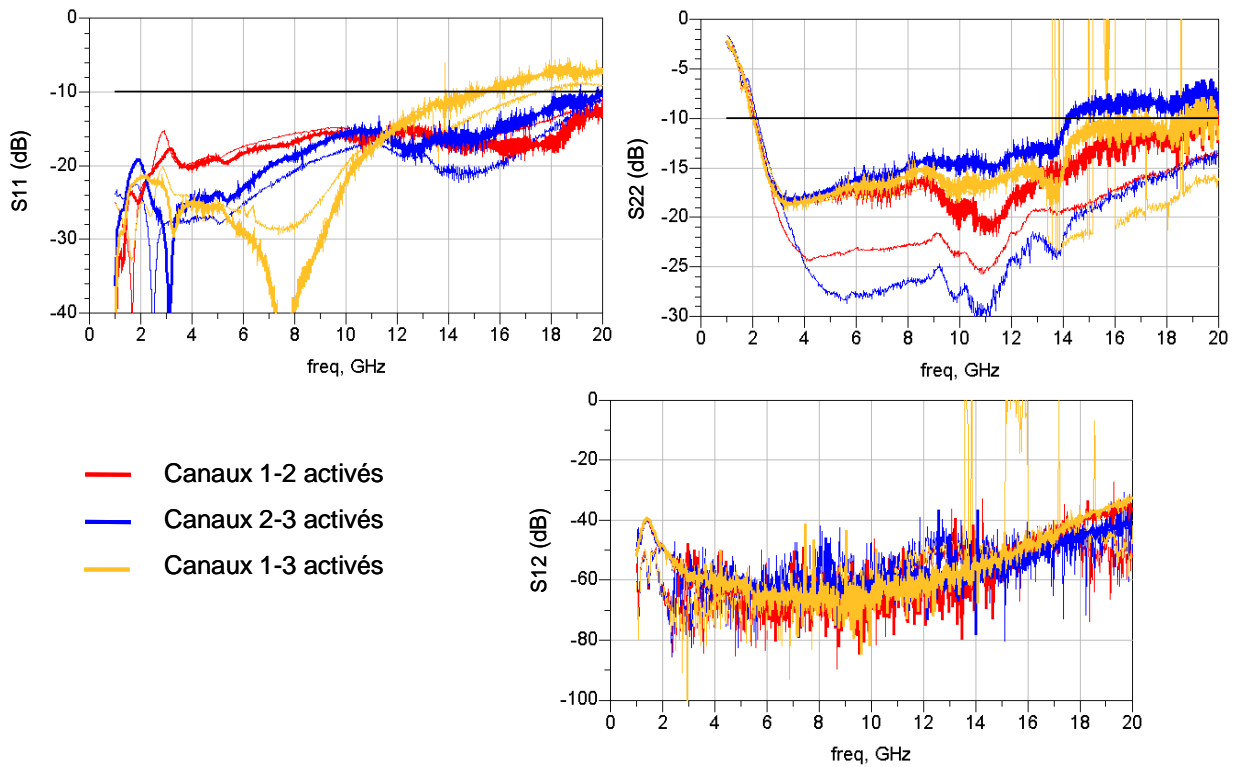 S11 (dB)
0
-10
-20
-30
-40
0 2 4 6 8 10 12 14 16 18 20
freq, GHz
S22 (dB)
0
-5
-10
-15
-20
-25
-30
0 2 4 6 8 10 12 14 16 18 20
freq, GHz
Canaux 1-2 activés
Canaux 2-3 activés
Canaux 1-3 activés
S12 (dB)
0
-20
-40
-60
-80
-100
0 2 4 6 8 10 12 14 16 18 20
freq, GHz